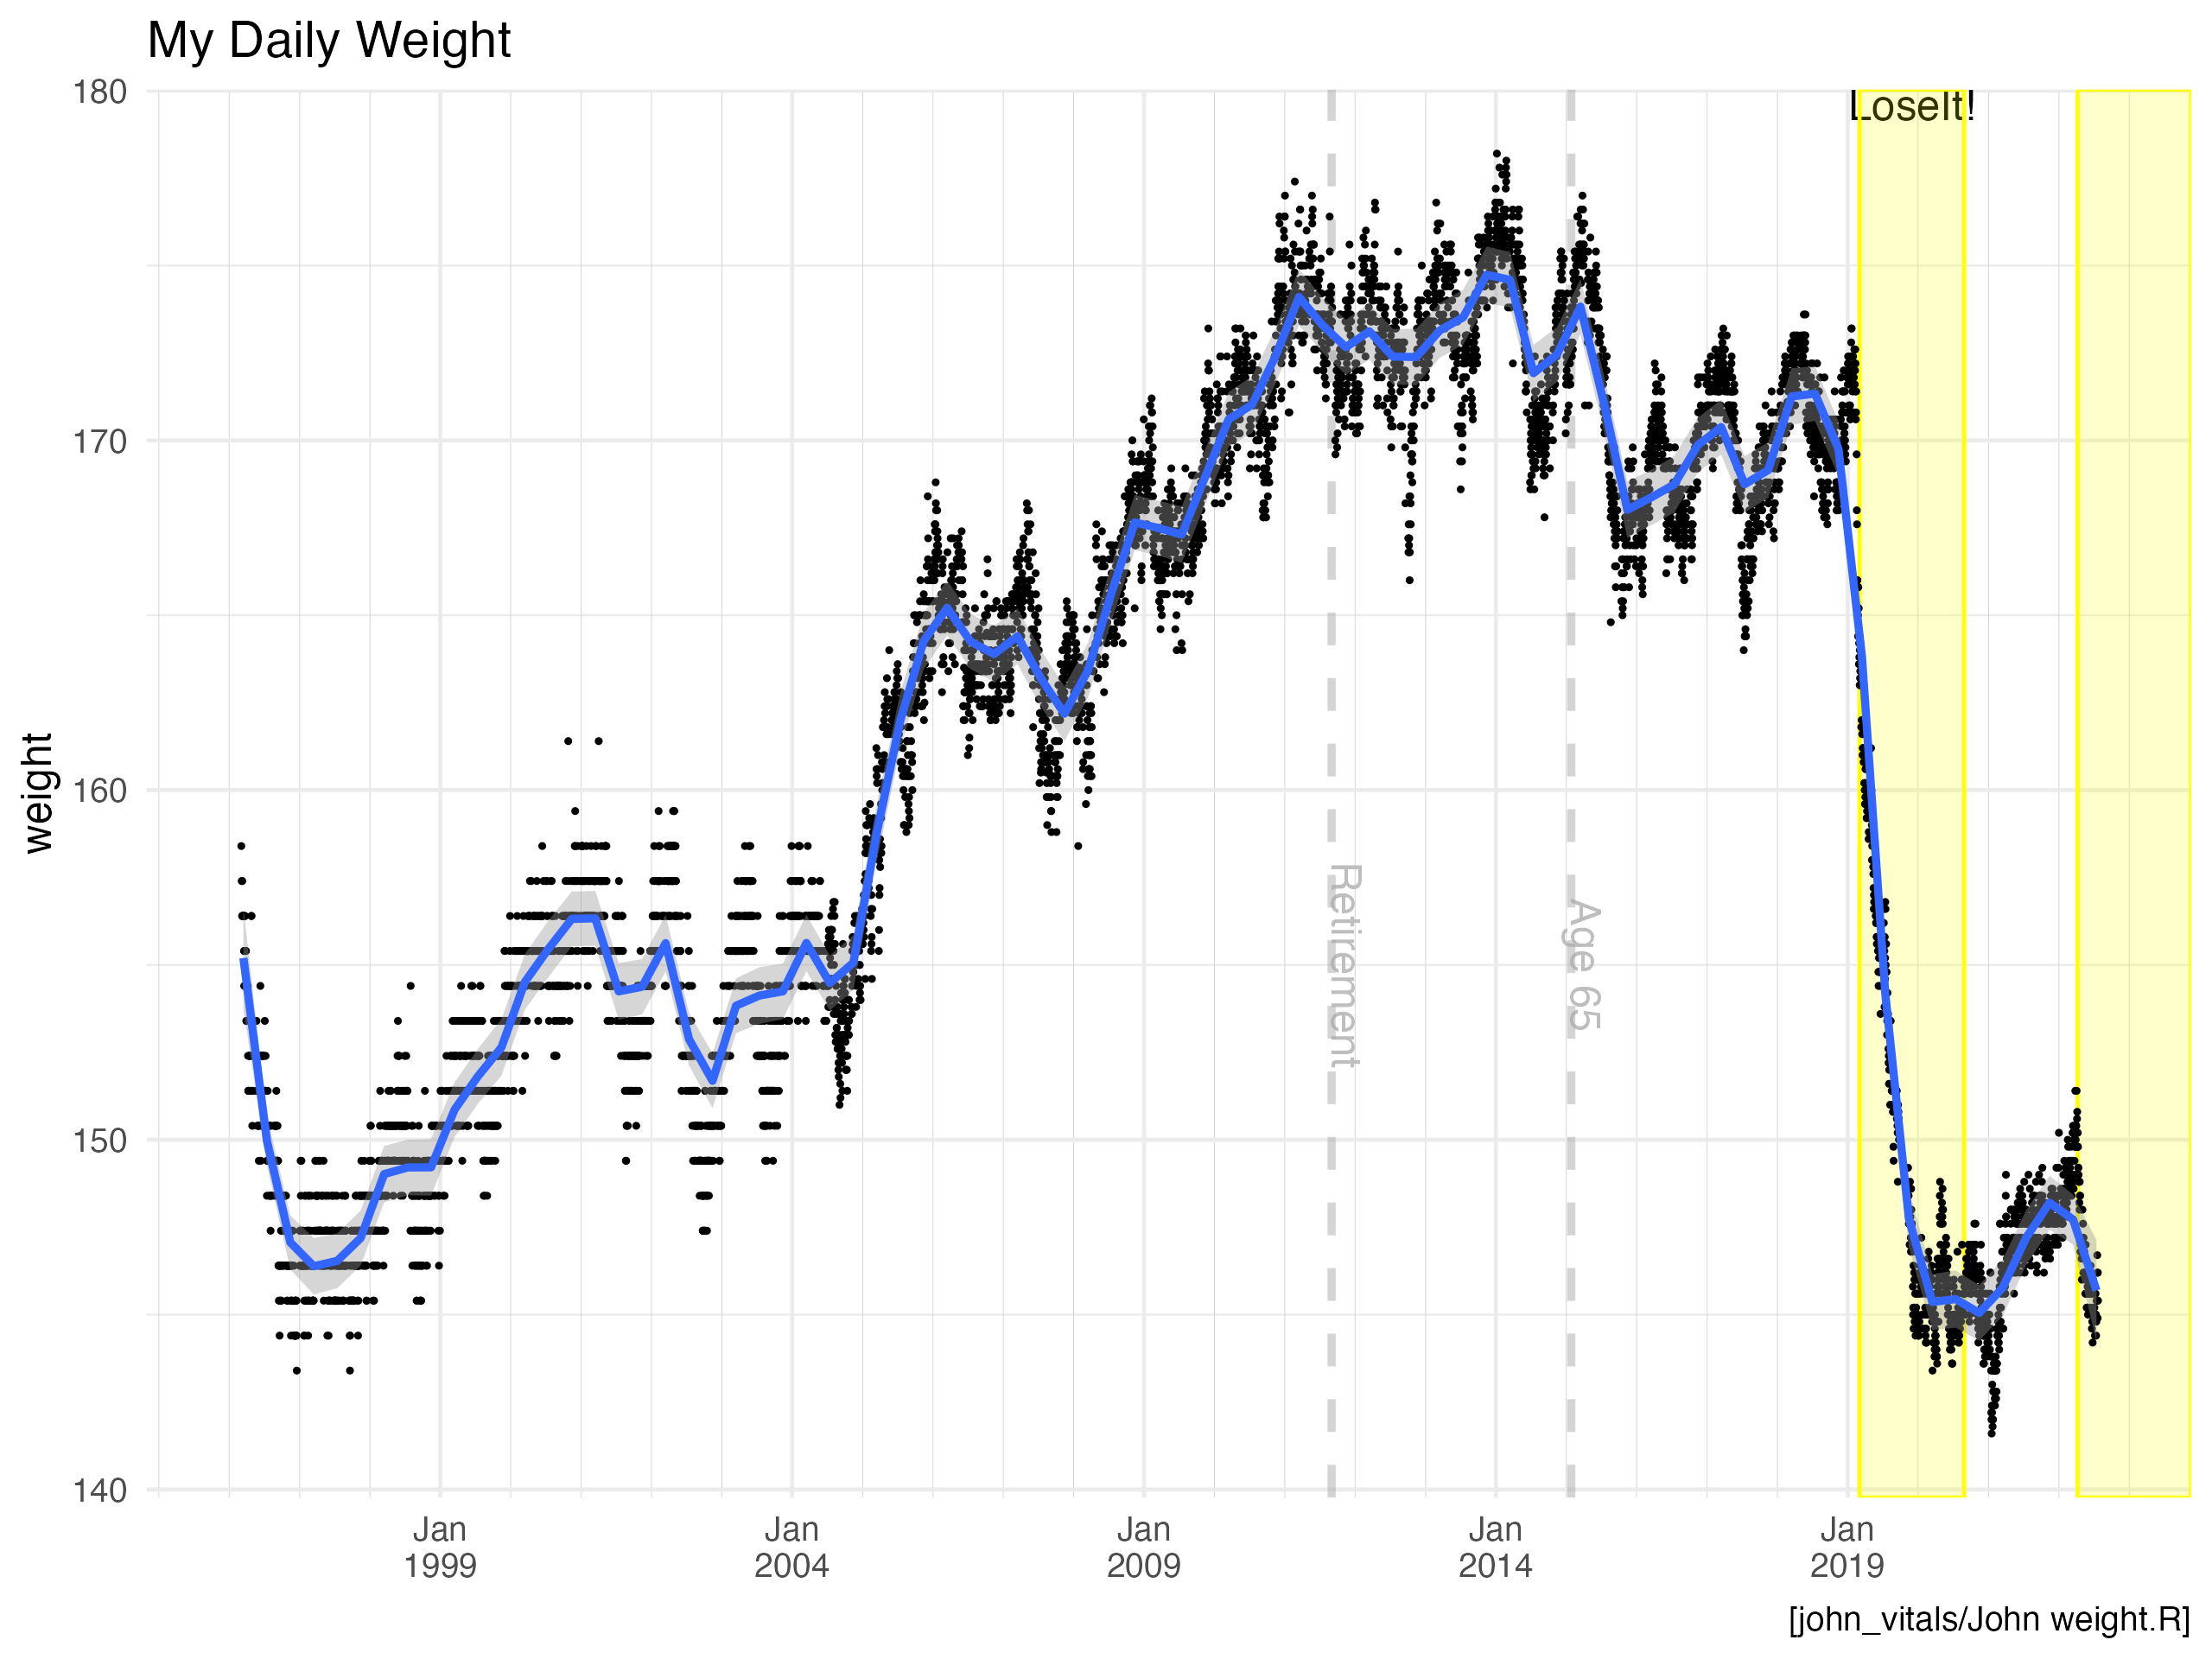 My Daily Weight
180
LoseIt!
170
160
weight
Retirement
Age 65
150
140
Jan
1999
Jan
2004
Jan
2009
Jan
2014
Jan
2019
[john_vitals/John weight.R]